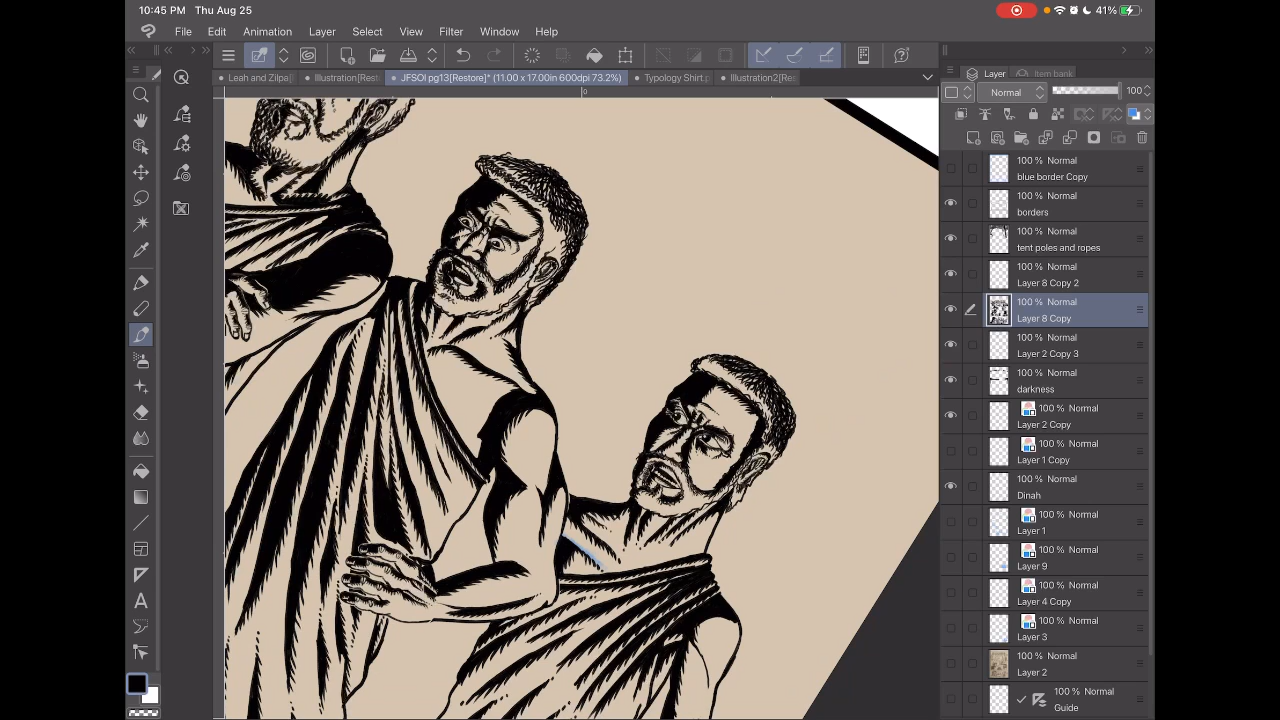 10:45 PM Thu Aug 25
41%
File Edit Animation Layer Select View Filter Window Help
Leah and Zilpa[ Illustration[Rest JFSOI pg13[Restore]* (11.00 x 17.00in 600dpi 73.2%) Typology Shirt. Illustration2[Re
Layer Item bank
Normal 100
0
100 % Normal
blue border Copy
100 % Normal
borders
100 % Normal
tent poles and ropes
100 % Normal
Layer 8 Copy 2
100 % Normal
Layer 8 Copy
100 % Normal
Layer 2 Copy 3
100 % Normal
darkness
100 % Normal
Layer 2 Copy
100 % Normal
Layer 1 Copy
100 % Normal
Dinah
100 % Normal
Layer 1
100 % Normal
Layer 9
100 % Normal
Layer 4 Copy
100 % Normal
Layer 3
100 % Normal
Layer 2
100 % Normal
Guide